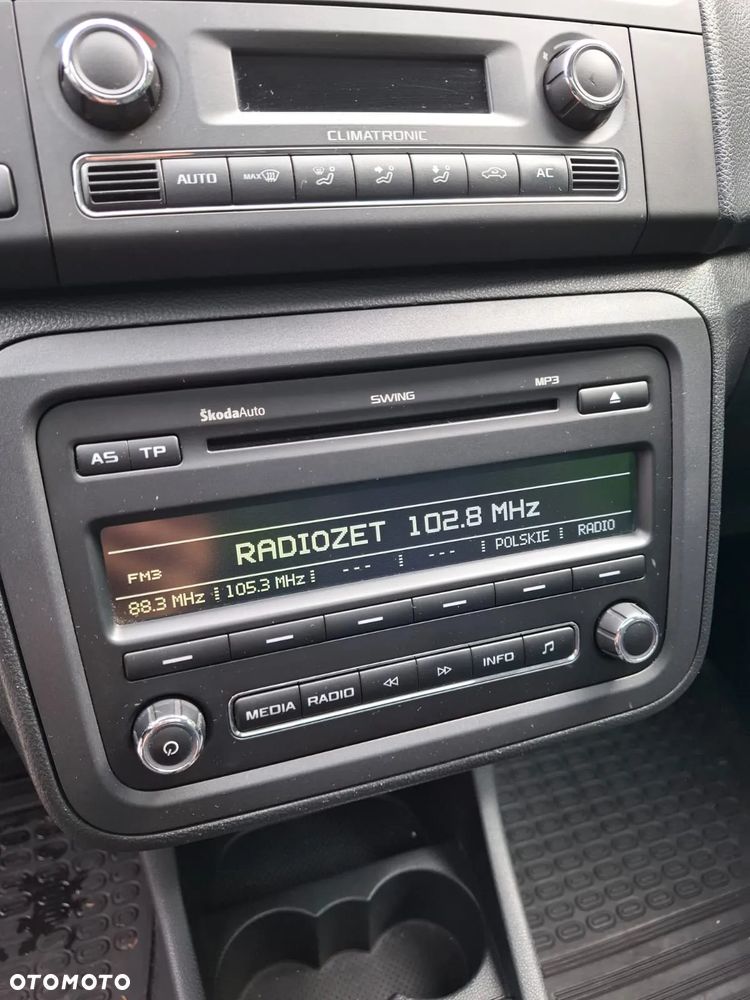 CLIMATRONIC
AUTO MAX AC
ŠkodaAuto SWING MP3
AS TP
RADIOZET 102.8 MHz
FM3
88.3 MHz 105.3 MHz --- --- POLSKIE RADIO
MEDIA RADIO INFO
OTOMOTO